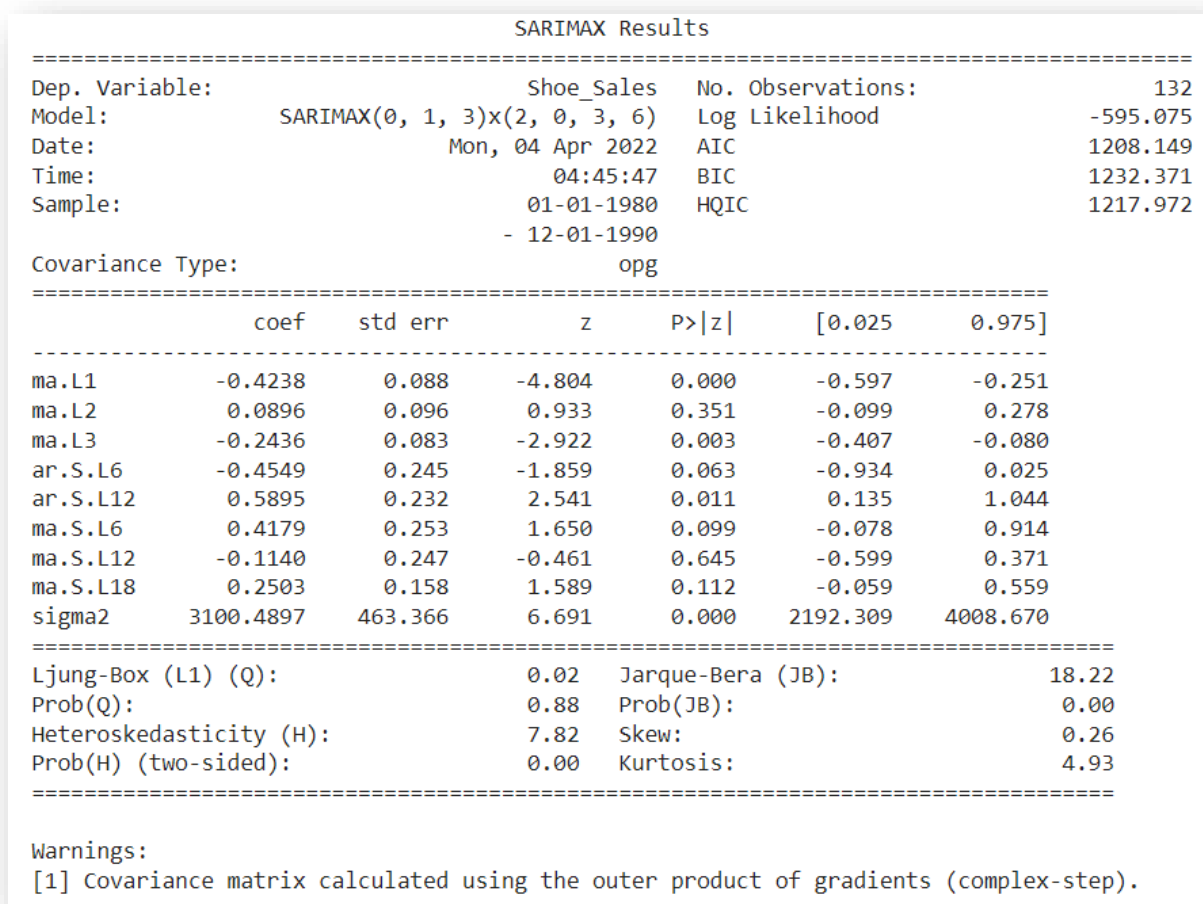 SARIMAX Results
==========================================================================================
Dep. Variable: Shoe_Sales No. Observations: 132
Model: SARIMAX(0, 1, 3)x(2, 0, 3, 6) Log Likelihood -595.075
Date: Mon, 04 Apr 2022 AIC 1208.149
Time: 04:45:47 BIC 1232.371
Sample: 01-01-1980 HQIC 1217.972
- 12-01-1990
Covariance Type: opg
==============================================================================
coef std err z P>|z| [0.025 0.975]
------------------------------------------------------------------------------
ma.L1 -0.4238 0.088 -4.804 0.000 -0.597 -0.251
ma.L2 0.0896 0.096 0.933 0.351 -0.099 0.278
ma.L3 -0.2436 0.083 -2.922 0.003 -0.407 -0.080
ar.S.L6 -0.4549 0.245 -1.859 0.063 -0.934 0.025
ar.S.L12 0.5895 0.232 2.541 0.011 0.135 1.044
ma.S.L6 0.4179 0.253 1.650 0.099 -0.078 0.914
ma.S.L12 -0.1140 0.247 -0.461 0.645 -0.599 0.371
ma.S.L18 0.2503 0.158 1.589 0.112 -0.059 0.559
sigma2 3100.4897 463.366 6.691 0.000 2192.309 4008.670
===================================================================================
Ljung-Box (L1) (Q): 0.02 Jarque-Bera (JB): 18.22
Prob(Q): 0.88 Prob(JB): 0.00
Heteroskedasticity (H): 7.82 Skew: 0.26
Prob(H) (two-sided): 0.00 Kurtosis: 4.93
===================================================================================
Warnings:
[1] Covariance matrix calculated using the outer product of gradients (complex-step).